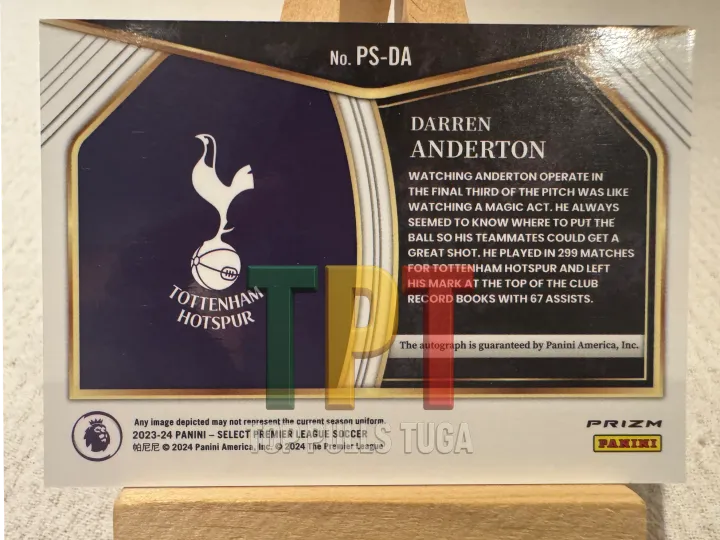 No. PS-DA
DARREN
ANDERTON
WATCHING ANDERTON OPERATE IN
THE FINAL THIRD OF THE PITCH WAS LIKE
WATCHING A MAGIC ACT. HE ALWAYS
SEEMED TO KNOW WHERE TO PUT THE
BALL SO HIS TEAMMATES COULD GET A
GREAT SHOT. HE PLAYED IN 299 MATCHES
FOR TOTTENHAM HOTSPUR AND LEFT
HIS MARK AT THE TOP OF THE CLUB
RECORD BOOKS WITH 67 ASSISTS.
The autograph is guaranteed by Panini America, Inc.
TOTTENHAM
HOTSPUR
TPT
TUGA
Any image depicted may not represent the current season uniform.
2023-24 PANINI – SELECT PREMIER LEAGUE SOCCER
帕尼尼 © 2024 Panini America, Inc. © 2024 The Premier League
PRIZM
PANINI